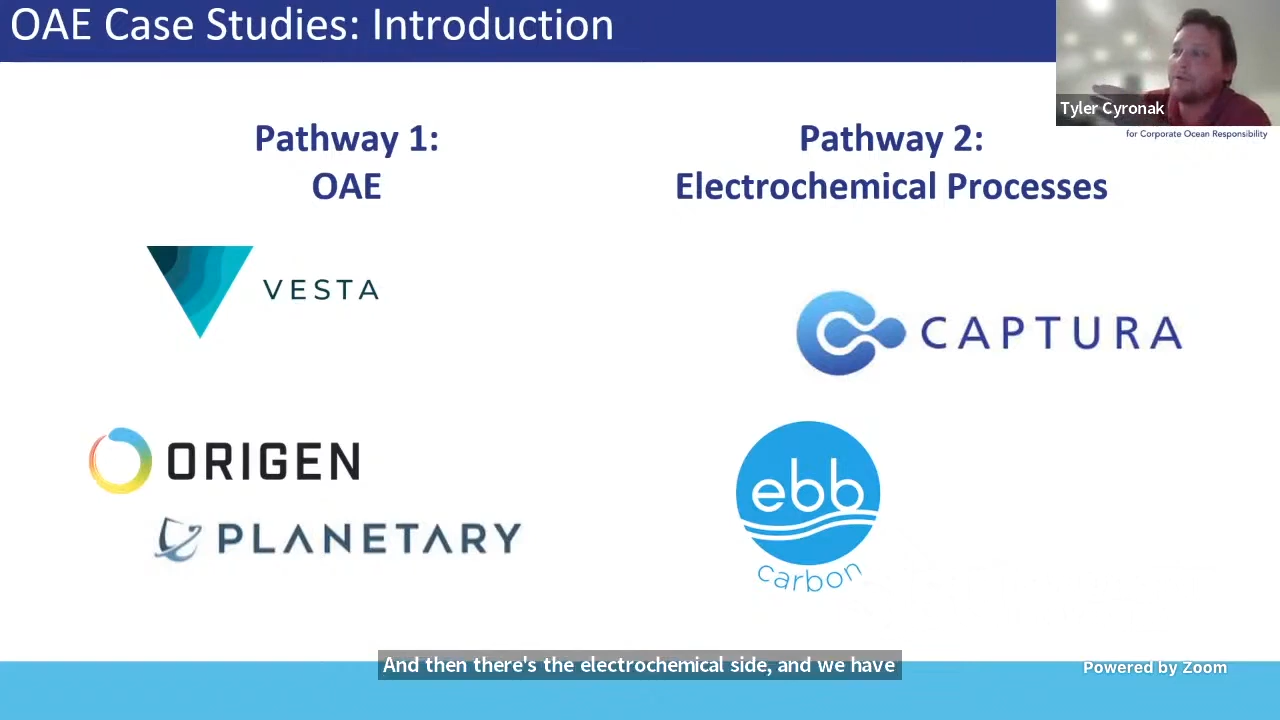 OAE Case Studies: Introduction
Tyler Cyronak
for Corporate Ocean Responsibility
Pathway 1:
OAE
Pathway 2:
Electrochemical Processes
VESTA
CAPTURA
ORIGEN
PLANETARY
ebb
carbon
And then there's the electrochemical side, and we have
Powered by Zoom